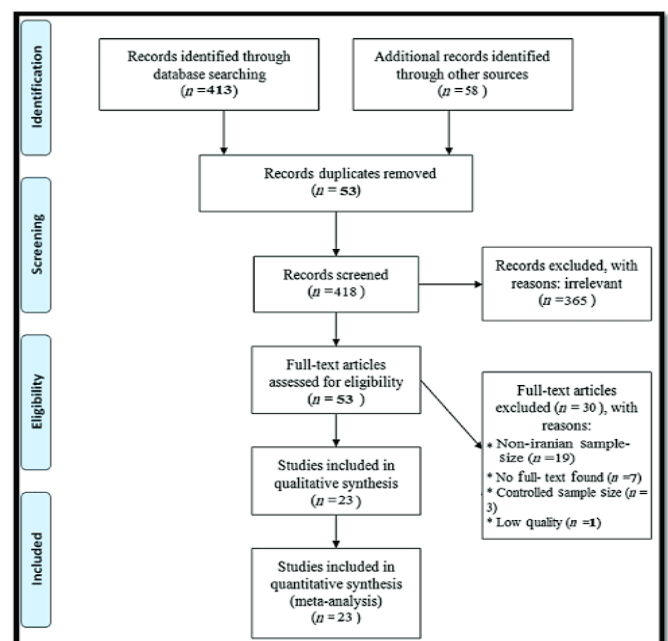 Identification
Records identified through
database searching
(n =413)
Additional records identified
through other sources
(n =58 )
Records duplicates removed
(n = 53)
Screening
Records screened
(n =418 )
Records excluded, with
reasons: irrelevant
(n =365 )
Eligibility
Full-text articles
assessed for eligibility
(n = 53 )
Full-text articles
excluded (n = 30 ), with
reasons:
* Non-iranian sample-
size (n =19)
* No full- text found (n =7)
* Controlled sample size (n =
3)
* Low quality (n =1)
Studies included in
qualitative synthesis
(n =23 )
Included
Studies included in
quantitative synthesis
(meta-analysis)
(n =23 )